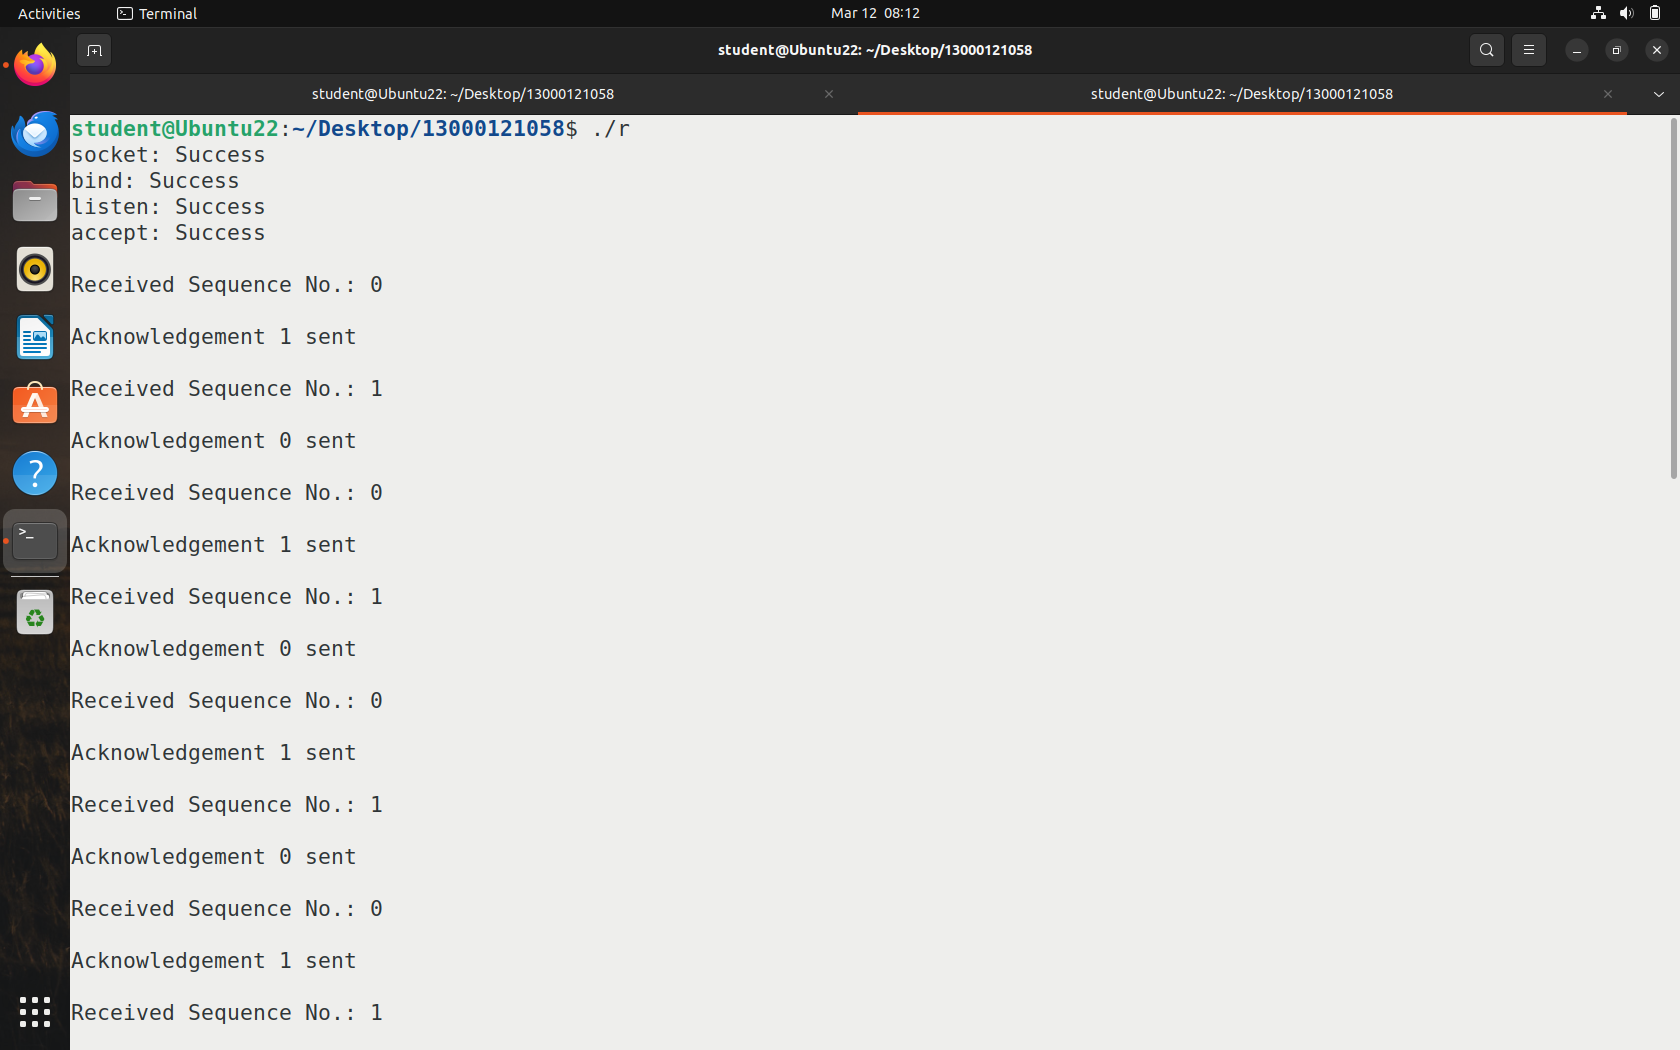 Activities Terminal Mar 12 08:12
student@Ubuntu22: ~/Desktop/13000121058
student@Ubuntu22: ~/Desktop/13000121058 student@Ubuntu22: ~/Desktop/13000121058
student@Ubuntu22:~/Desktop/13000121058$ ./r
socket: Success
bind: Success
listen: Success
accept: Success
Received Sequence No.: 0
Acknowledgement 1 sent
Received Sequence No.: 1
Acknowledgement 0 sent
Received Sequence No.: 0
Acknowledgement 1 sent
Received Sequence No.: 1
Acknowledgement 0 sent
Received Sequence No.: 0
Acknowledgement 1 sent
Received Sequence No.: 1
Acknowledgement 0 sent
Received Sequence No.: 0
Acknowledgement 1 sent
Received Sequence No.: 1